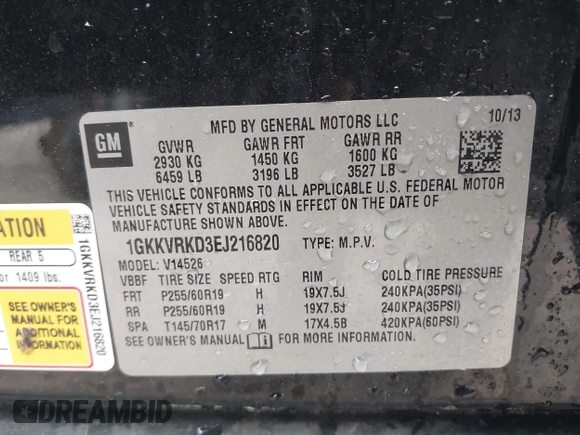 GM
MFD BY GENERAL MOTORS LLC 10/13
GVWR GAWR FRT GAWR RR
2930 KG 1450 KG 1600 KG
6459 LB 3196 LB 3527 LB
THIS VEHICLE CONFORMS TO ALL APPLICABLE U.S. FEDERAL MOTOR
VEHICLE SAFETY STANDARDS IN EFFECT ON THE DATE OF
MANUFACTURE SHOWN ABOVE.
1GKKVRKD3EJ216820 TYPE: M.P.V.
MODEL: V14526
VBBF TIRE SIZE SPEED RTG RIM COLD TIRE PRESSURE
FRT P255/60R19 H 19X7.5J 240KPA(35PSI)
RR P255/60R19 H 19X7.5J 240KPA(35PSI)
SPA T145/70R17 M 17X4.5B 420KPA(60PSI)
SEE OWNER'S MANUAL FOR MORE INFORMATION.
ATION
REAR 5
or 1409 lbs.
SEE OWNER'S
MANUAL FOR
ADDITIONAL
INFORMATION
1GKKVRKD3EJ216820
DREAMBID